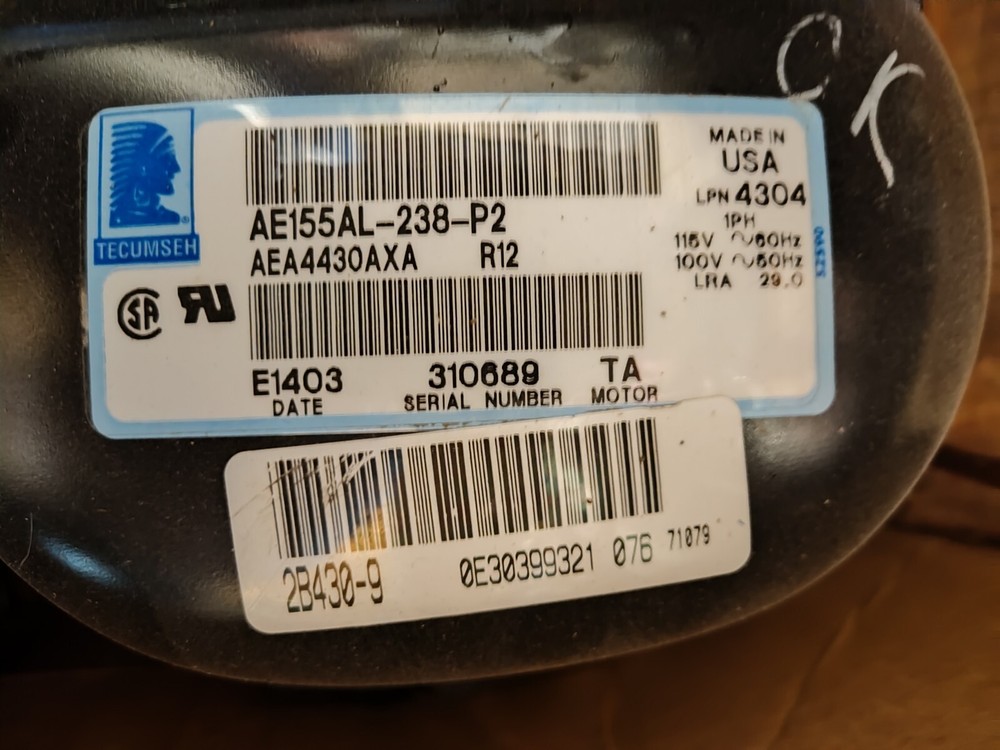 OK
TECUMSEH
AE155AL-238-P2
AEA4430AXA R12
MADE IN
USA
LPN 4304
1PH
115V ~60Hz
100V ~50Hz
LRA 29.0
SA
E1403 310689 TA
DATE SERIAL NUMBER MOTOR
2B430-9 0E30399321 076 71079